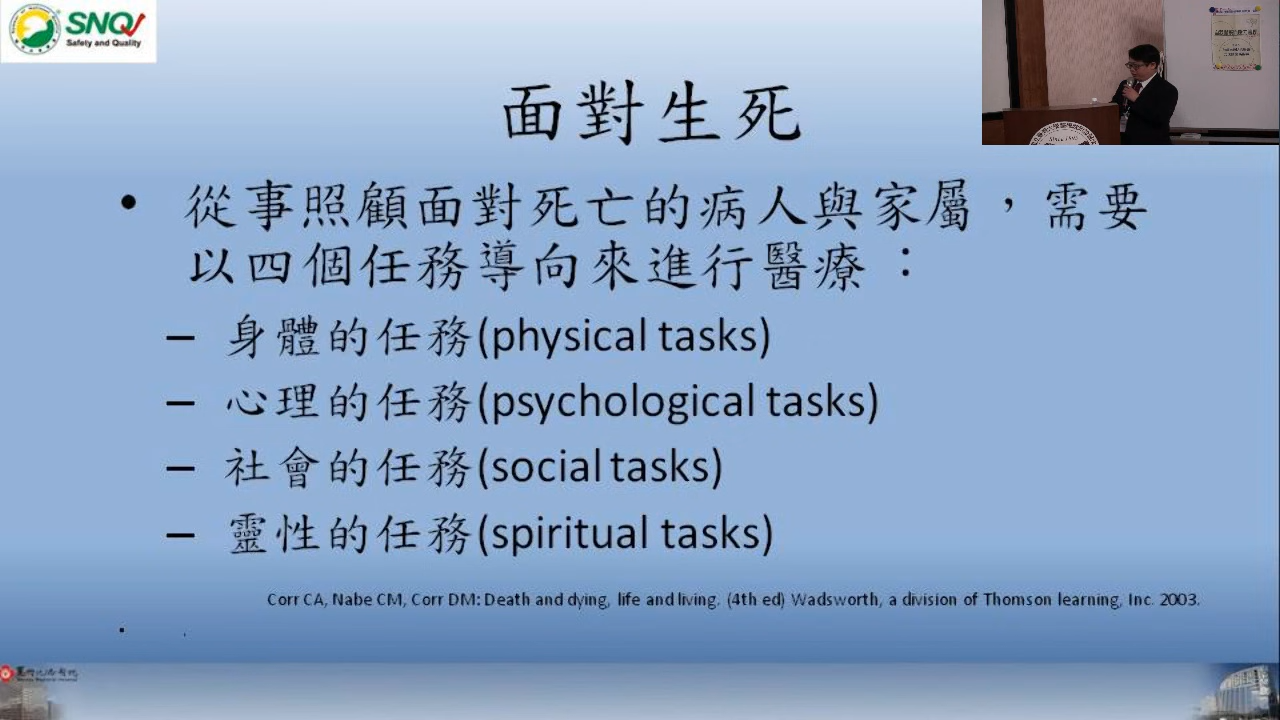 SNQ
Safety and Quality
面對生死
• 從事照顧面對死亡的病人與家屬，需要
以四個任務導向來進行醫療：
– 身體的任務(physical tasks)
– 心理的任務(psychological tasks)
– 社會的任務(social tasks)
– 靈性的任務(spiritual tasks)
Corr CA, Nabe CM, Corr DM: Death and dying, life and living. (4th ed) Wadsworth, a division of Thomson learning, Inc. 2003.
• .